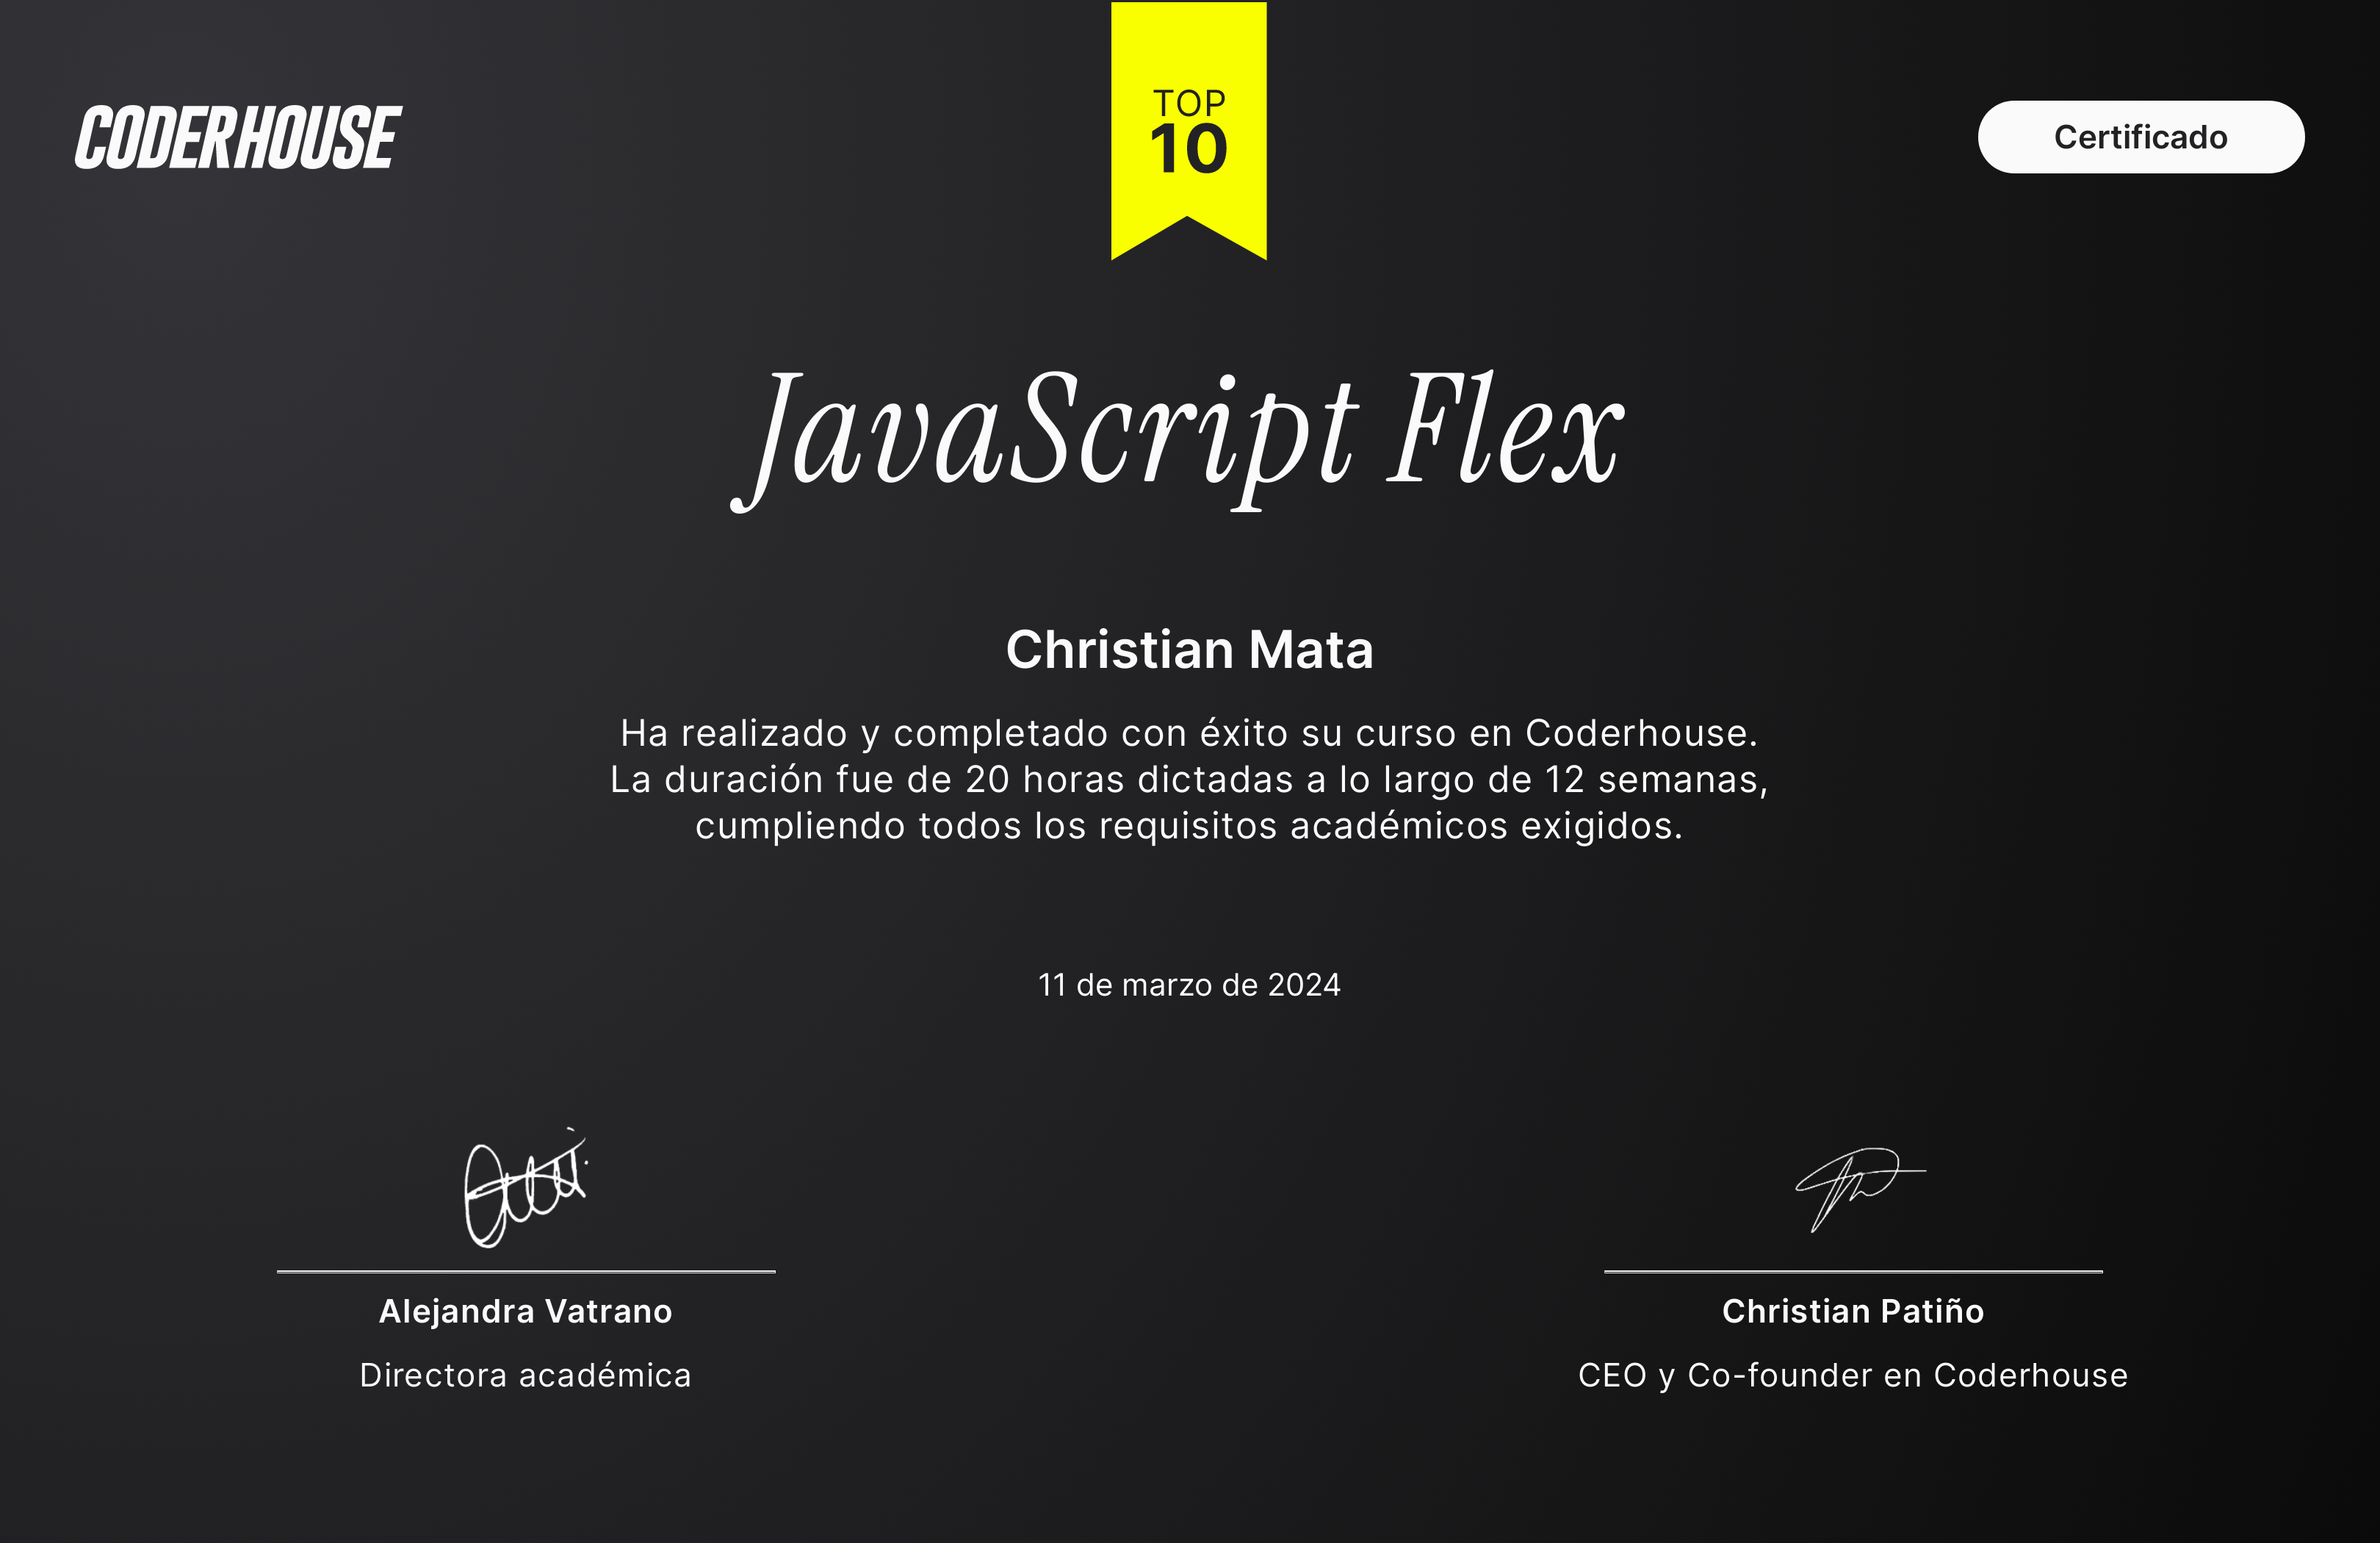 CODERHOUSE
TOP
10
Certificado
JavaScript Flex
Christian Mata
Ha realizado y completado con éxito su curso en Coderhouse.
La duración fue de 20 horas dictadas a lo largo de 12 semanas,
cumpliendo todos los requisitos académicos exigidos.
11 de marzo de 2024
Alejandra Vatrano
Directora académica
Christian Patiño
CEO y Co-founder en Coderhouse